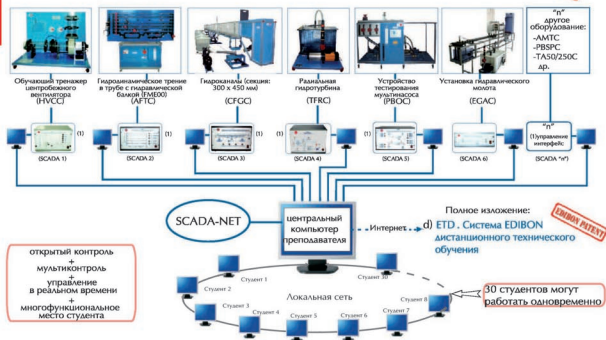 "n"
другое
оборудование:
-AMTC
-PBSPC
-TA50/250C
др.
Обучающий тренажер
центробежного
вентилятора
(HVCC)
Гидродинамическое трение
в трубе с гидравлической
балкой (FME00)
(AFTC)
Гидроканалы (секция:
300 x 450 мм)
(CFGC)
Радиальная
гидротурбина
(TFRC)
Устройство
тестирования
мультинасоса
(PBOC)
Установка гидравлического
молота
(EGAC)
(1)
(1)
(1)
(1)
(1)
"n"
(1)управление
интерфейс:
(SCADA 1)
(SCADA 2)
(SCADA 3)
(SCADA 4)
(SCADA 5)
(SCADA 6)
(SCADA "n")
SCADA-NET
центральный
компьютер
преподавателя
Интернет
Полное изложение:
d) ETD . Система EDIBON
дистанционного технического
обучения
EDIBON PATENT
открытый контроль
+
мультиконтроль
+
управление
в реальном времени
+
многофункциональное
место студента
Локальная сеть
Студент 1
Студент 2
Студент 3
Студент 4
Студент 5
Студент 6
Студент 7
Студент 8
Студент 30
30 студентов могут
работать одновременно